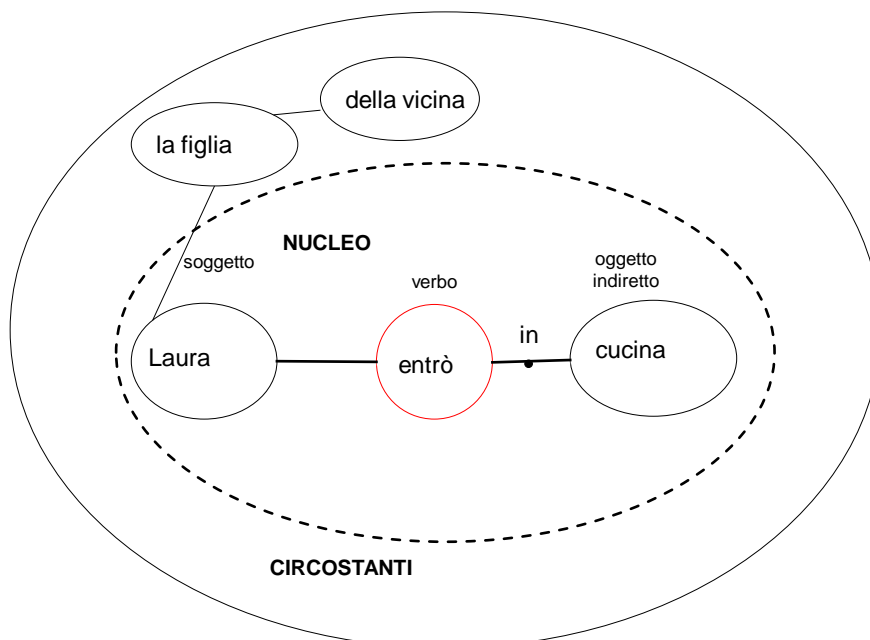 della vicina
la figlia
NUCLEO
soggetto
oggetto
indiretto
verbo
in
Laura
entrò
cucina
CIRCOSTANTI